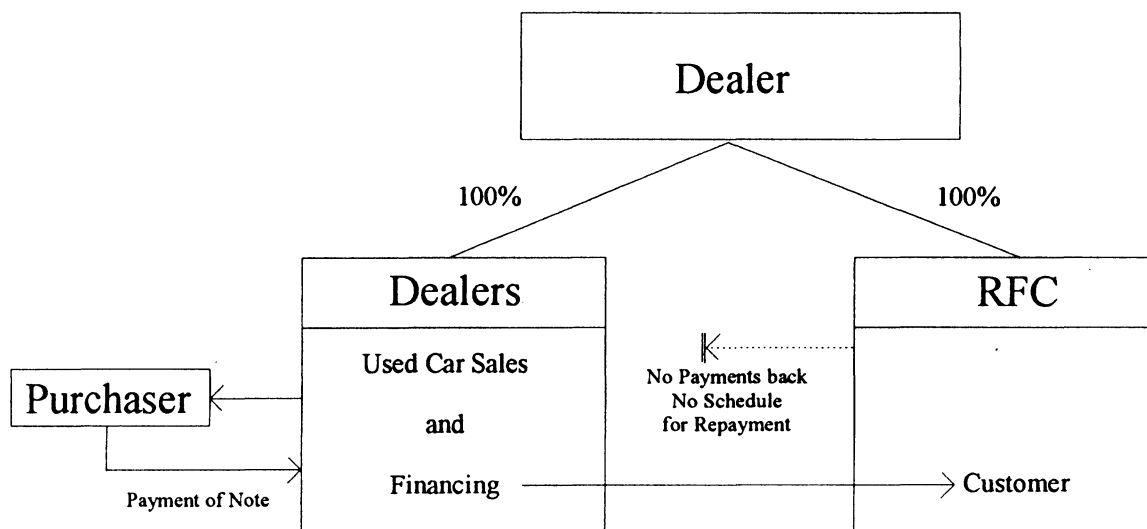 Dealer
100%
100%
Dealers
RFC
Used Car Sales
and
Financing
No Payments back
No Schedule
for Repayment
Purchaser
Payment of Note
Customer